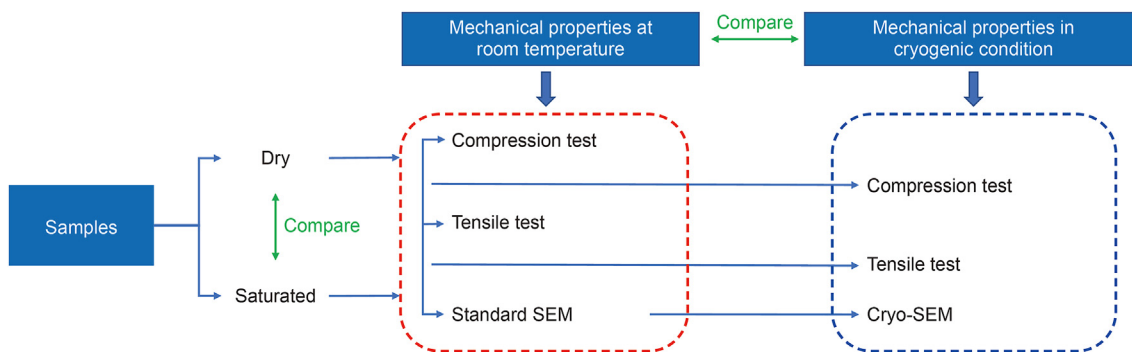 Mechanical properties at
room temperature
Compare
Mechanical properties in
cryogenic condition
Compression test
Dry
Compression test
Samples
Compare
Tensile test
Tensile test
Saturated
Standard SEM
Cryo-SEM